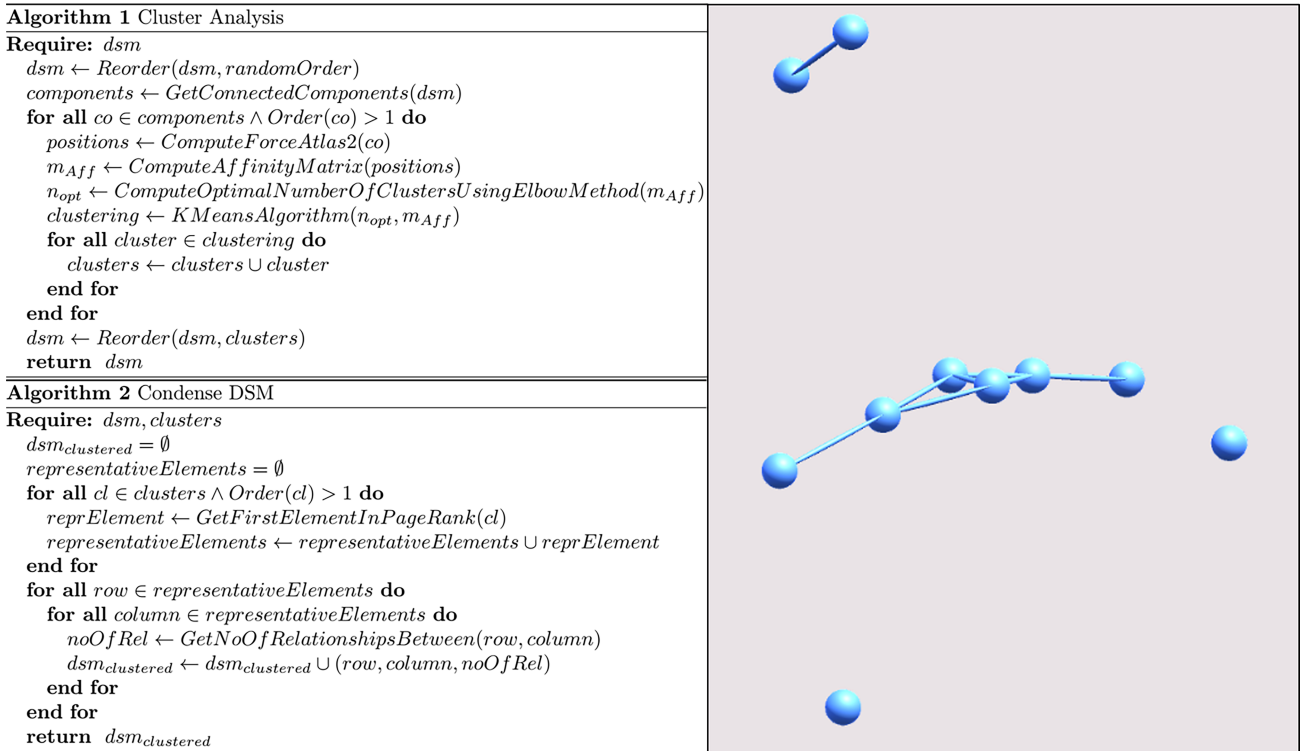 Algorithm 1 Cluster Analysis
Require: dsm
dsm ← Reorder(dsm, randomOrder)
components ← GetConnectedComponents(dsm)
for all co ∈ components ∧ Order(co) > 1 do
positions ← ComputeForceAtlas2(co)
m_Aff ← ComputeAffinityMatrix(positions)
n_opt ← ComputeOptimalNumberOfClustersUsingElbowMethod(m_Aff)
clustering ← KMeansAlgorithm(n_opt, m_Aff)
for all cluster ∈ clustering do
clusters ← clusters ∪ cluster
end for
end for
dsm ← Reorder(dsm, clusters)
return dsm
Algorithm 2 Condense DSM
Require: dsm, clusters
dsm_clustered = ∅
representativeElements = ∅
for all cl ∈ clusters ∧ Order(cl) > 1 do
reprElement ← GetFirstElementInPageRank(cl)
representativeElements ← representativeElements ∪ reprElement
end for
for all row ∈ representativeElements do
for all column ∈ representativeElements do
noOfRel ← GetNoOfRelationshipsBetween(row, column)
dsm_clustered ← dsm_clustered ∪ (row, column, noOfRel)
end for
end for
return dsm_clustered